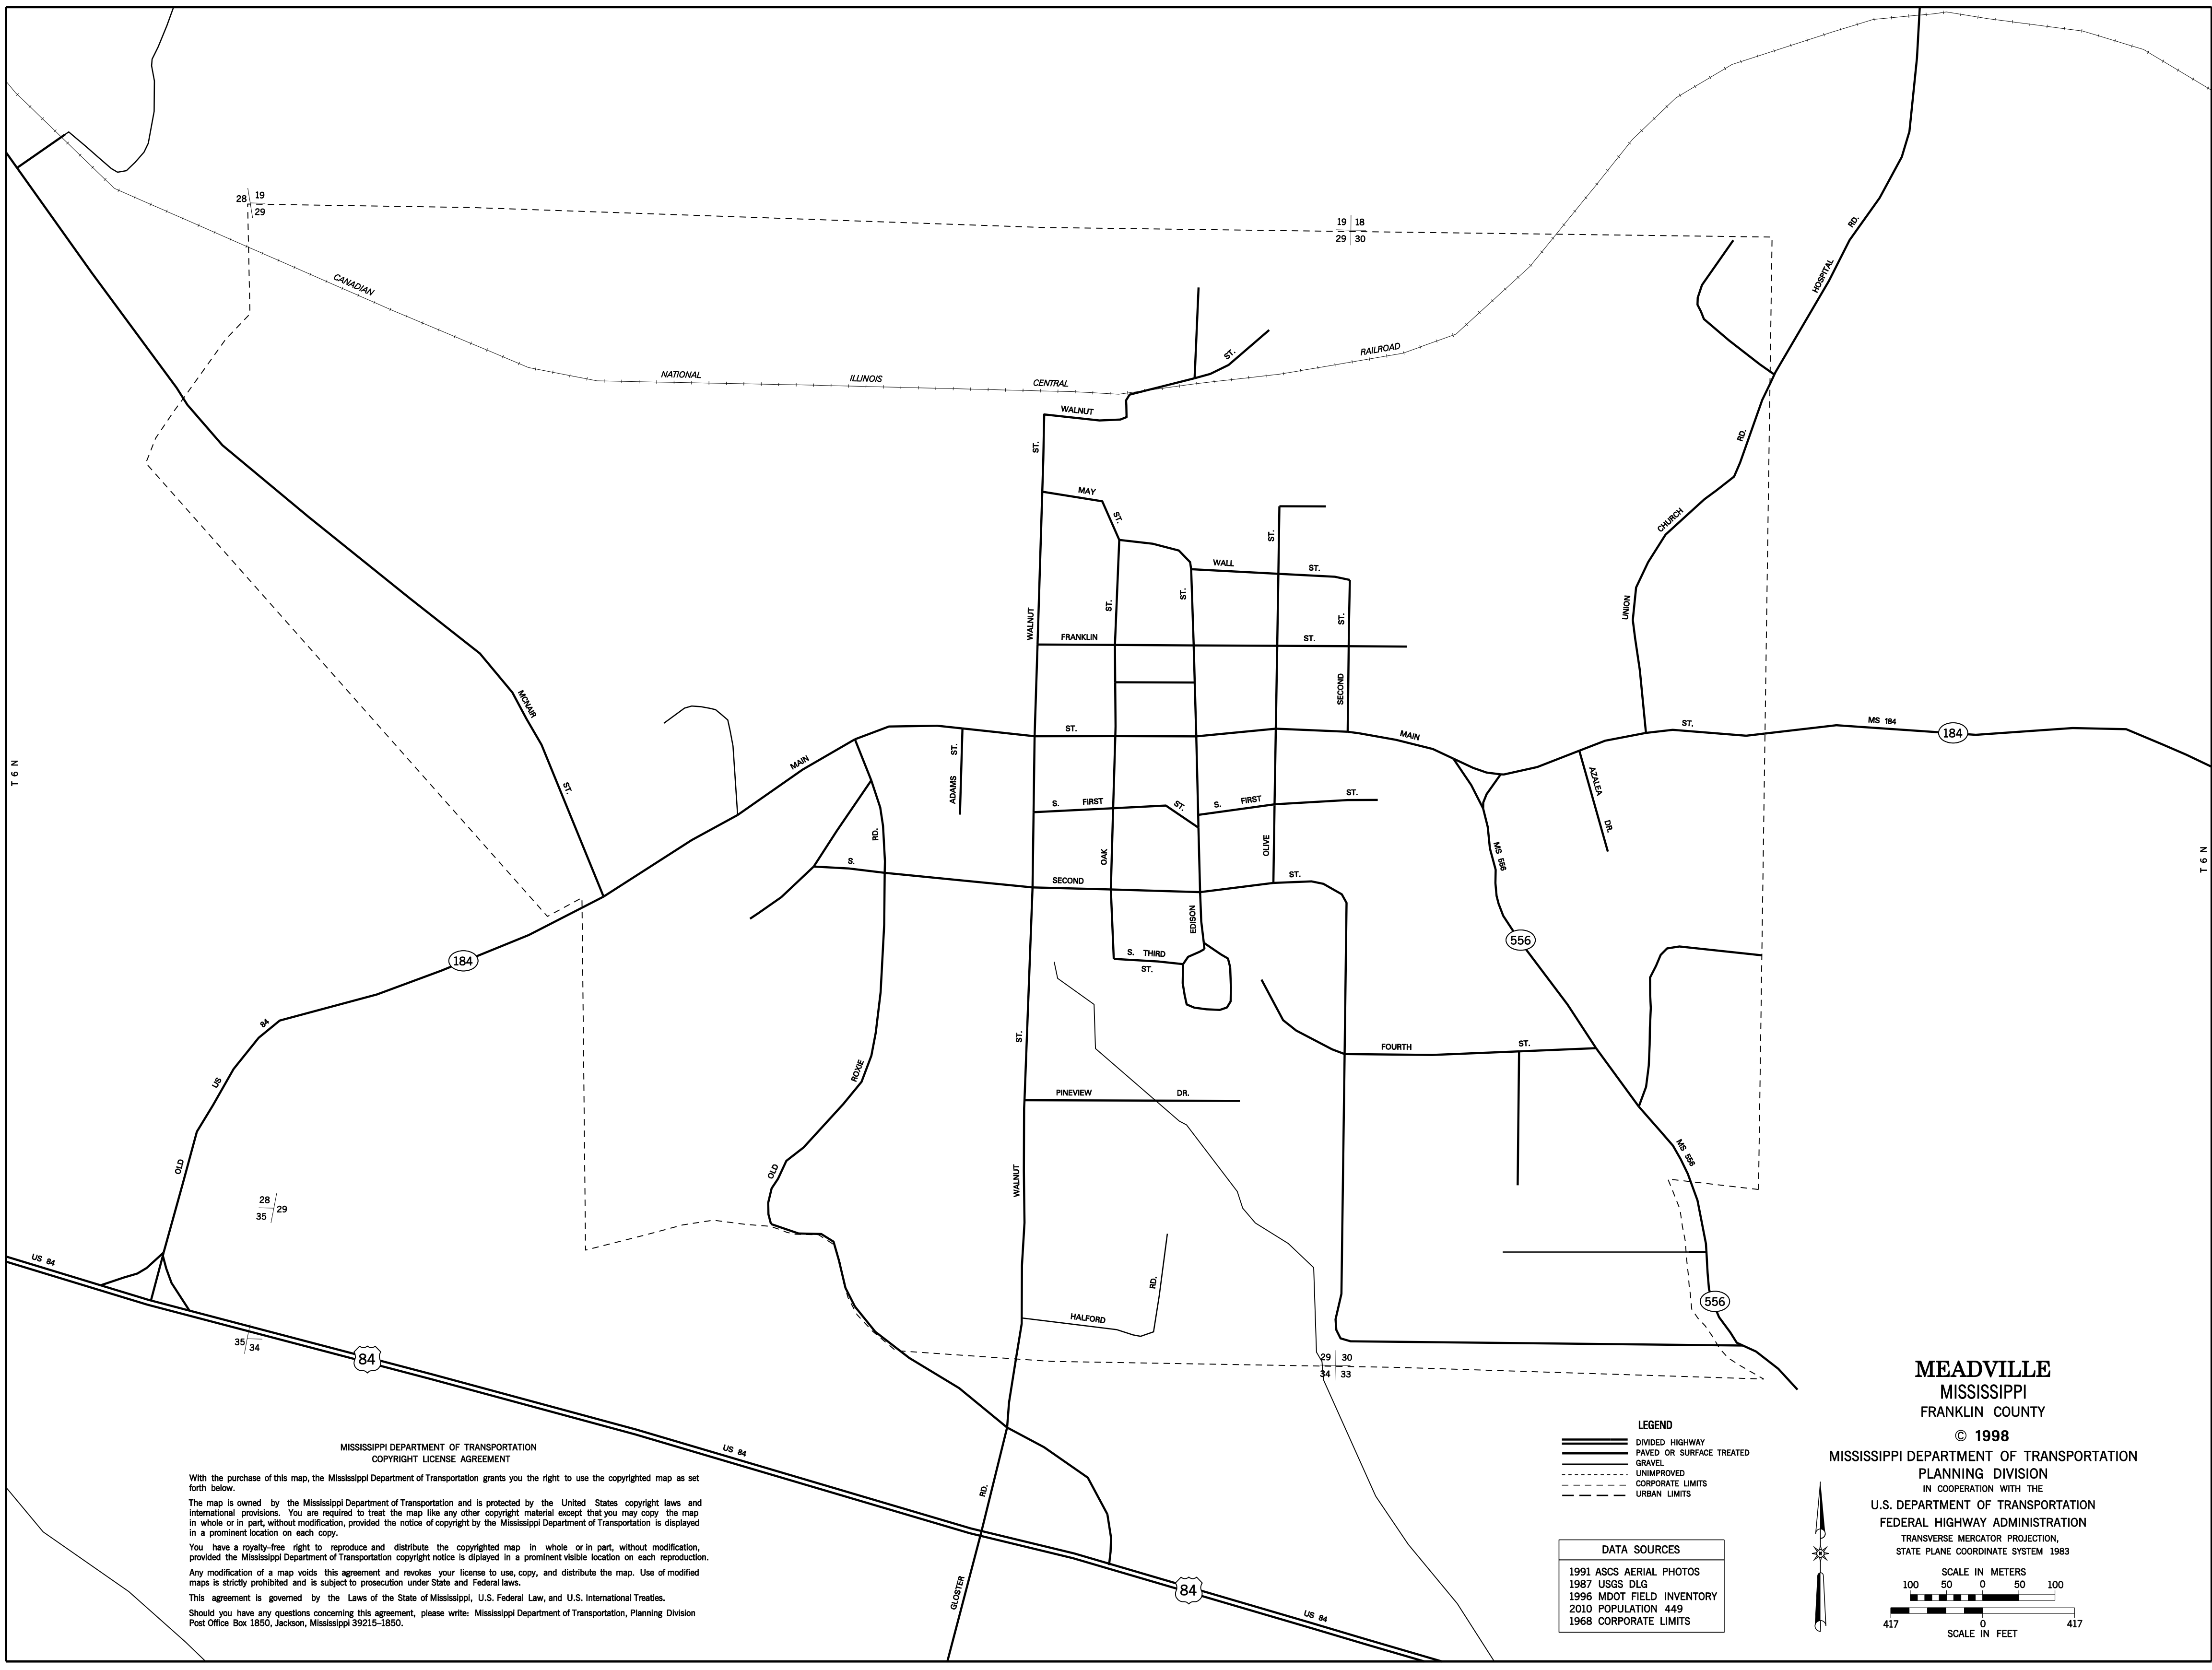 28 19
29
19 18
29 30
CANADIAN
NATIONAL
ILLINOIS
CENTRAL
RAILROAD
HOSPITAL
RD.
ST.
WALNUT
ST.
MAY
ST.
ST.
WALL
ST.
UNION
CHURCH
RD.
WALNUT
ST.
ST.
ST.
FRANKLIN
ST.
SECOND
MCNAIR
ST.
MAIN
ST.
MAIN
ST.
MS 184
184
ADAMS
ST.
S. FIRST
ST.
S. FIRST
ST.
AZALEA
DR.
T 6 N
T 6 N
RD.
S.
SECOND
ST.
OAK
OLIVE
MS 556
556
EDISON
S. THIRD
ST.
184
84
US
OLD
ROXIE
OLD
ST.
FOURTH
ST.
PINEVIEW
DR.
WALNUT
MS 556
28
35 29
US 84
HALFORD
RD.
556
35
34
84
29 30
34 33
US 84
RD.
GLOSTER
84
US 84
MISSISSIPPI DEPARTMENT OF TRANSPORTATION
COPYRIGHT LICENSE AGREEMENT
With the purchase of this map, the Mississippi Department of Transportation grants you the right to use the copyrighted map as set
forth below.
The map is owned by the Mississippi Department of Transportation and is protected by the United States copyright laws and
international provisions. You are required to treat the map like any other copyright material except that you may copy the map
in whole or in part, without modification, provided the notice of copyright by the Mississippi Department of Transportation is displayed
in a prominent location on each copy.
You have a royalty-free right to reproduce and distribute the copyrighted map in whole or in part, without modification,
provided the Mississippi Department of Transportation copyright notice is diplayed in a prominent visible location on each reproduction.
Any modification of a map voids this agreement and revokes your license to use, copy, and distribute the map. Use of modified
maps is strictly prohibited and is subject to prosecution under State and Federal laws.
This agreement is governed by the Laws of the State of Mississippi, U.S. Federal Law, and U.S. International Treaties.
Should you have any questions concerning this agreement, please write: Mississippi Department of Transportation, Planning Division
Post Office Box 1850, Jackson, Mississippi 39215-1850.
LEGEND
DIVIDED HIGHWAY
PAVED OR SURFACE TREATED
GRAVEL
UNIMPROVED
CORPORATE LIMITS
URBAN LIMITS
DATA SOURCES
1991 ASCS AERIAL PHOTOS
1987 USGS DLG
1996 MDOT FIELD INVENTORY
2010 POPULATION 449
1968 CORPORATE LIMITS
MEADVILLE
MISSISSIPPI
FRANKLIN COUNTY
© 1998
MISSISSIPPI DEPARTMENT OF TRANSPORTATION
PLANNING DIVISION
IN COOPERATION WITH THE
U.S. DEPARTMENT OF TRANSPORTATION
FEDERAL HIGHWAY ADMINISTRATION
TRANSVERSE MERCATOR PROJECTION,
STATE PLANE COORDINATE SYSTEM 1983
SCALE IN METERS
100 50 0 50 100
417 0 417
SCALE IN FEET